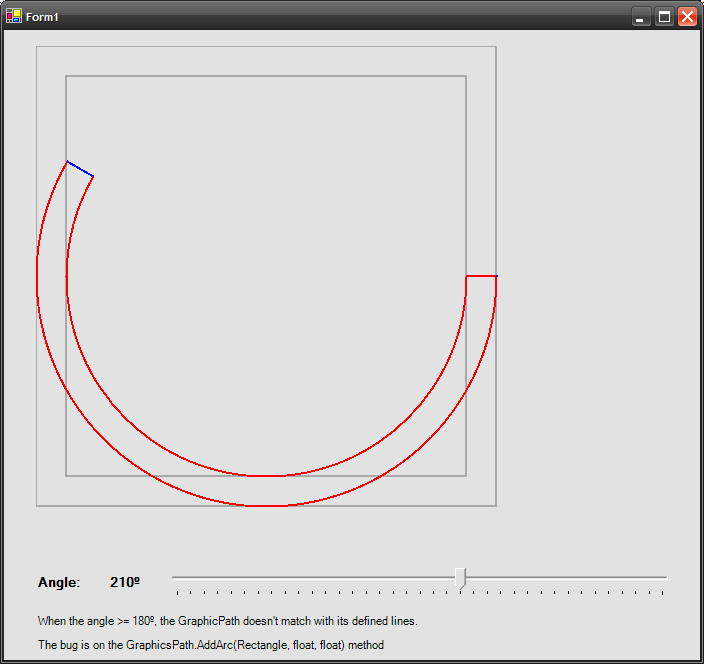 Form1
Angle: 210º
When the angle >= 180º, the GraphicPath doesn't match with its defined lines.
The bug is on the GraphicsPath.AddArc(Rectangle, float, float) method